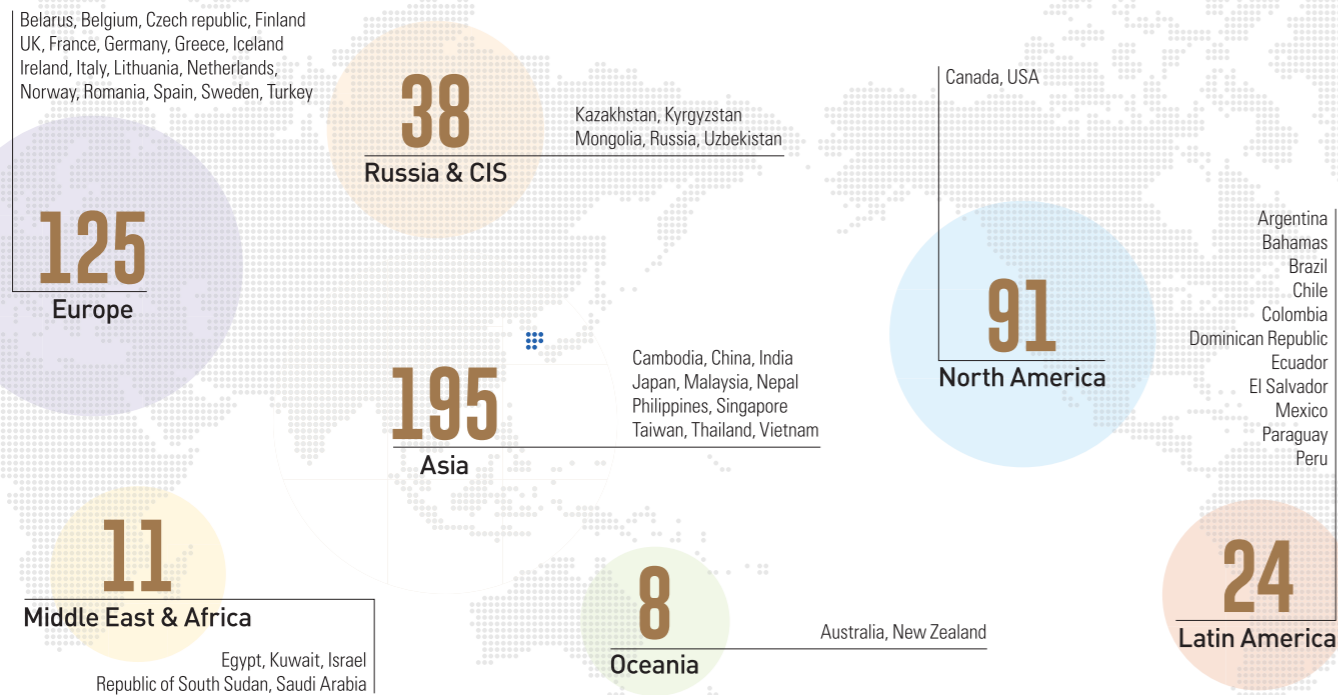 Belarus, Belgium, Czech republic, Finland
UK, France, Germany, Greece, Iceland
Ireland, Italy, Lithuania, Netherlands,
Norway, Romania, Spain, Sweden, Turkey
125
Europe
38
Russia & CIS
Kazakhstan, Kyrgyzstan
Mongolia, Russia, Uzbekistan
Canada, USA
91
North America
Argentina
Bahamas
Brazil
Chile
Colombia
Dominican Republic
Ecuador
El Salvador
Mexico
Paraguay
Peru
24
Latin America
195
Asia
Cambodia, China, India
Japan, Malaysia, Nepal
Philippines, Singapore
Taiwan, Thailand, Vietnam
11
Middle East & Africa
Egypt, Kuwait, Israel
Republic of South Sudan, Saudi Arabia
8
Oceania
Australia, New Zealand